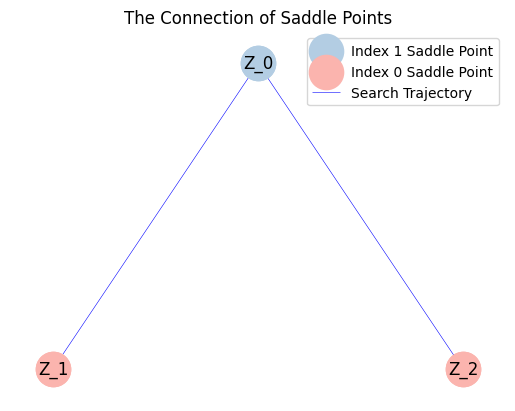 The Connection of Saddle Points
Z_0
Index 1 Saddle Point
Index 0 Saddle Point
Search Trajectory
Z_1
Z_2